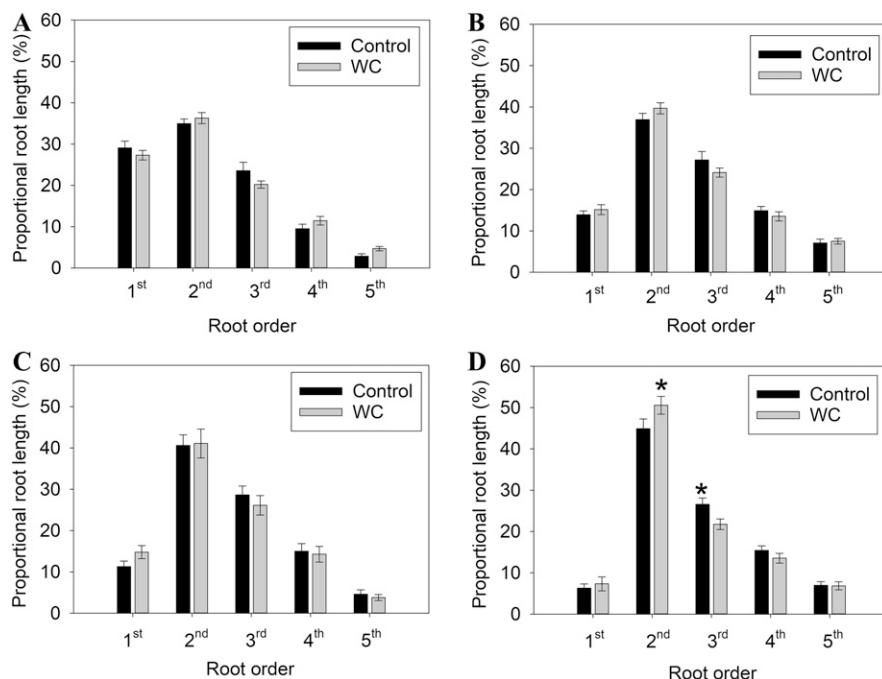 A
Proportional root length (%)
60
50
40
30
20
10
0
Control
WC
1st 2nd 3rd 4th 5th
Root order
B
Proportional root length (%)
60
50
40
30
20
10
0
Control
WC
1st 2nd 3rd 4th 5th
Root order
C
Proportional root length (%)
60
50
40
30
20
10
0
Control
WC
1st 2nd 3rd 4th 5th
Root order
D
Proportional root length (%)
60
50
40
30
20
10
0
Control
WC
*
*
1st 2nd 3rd 4th 5th
Root order